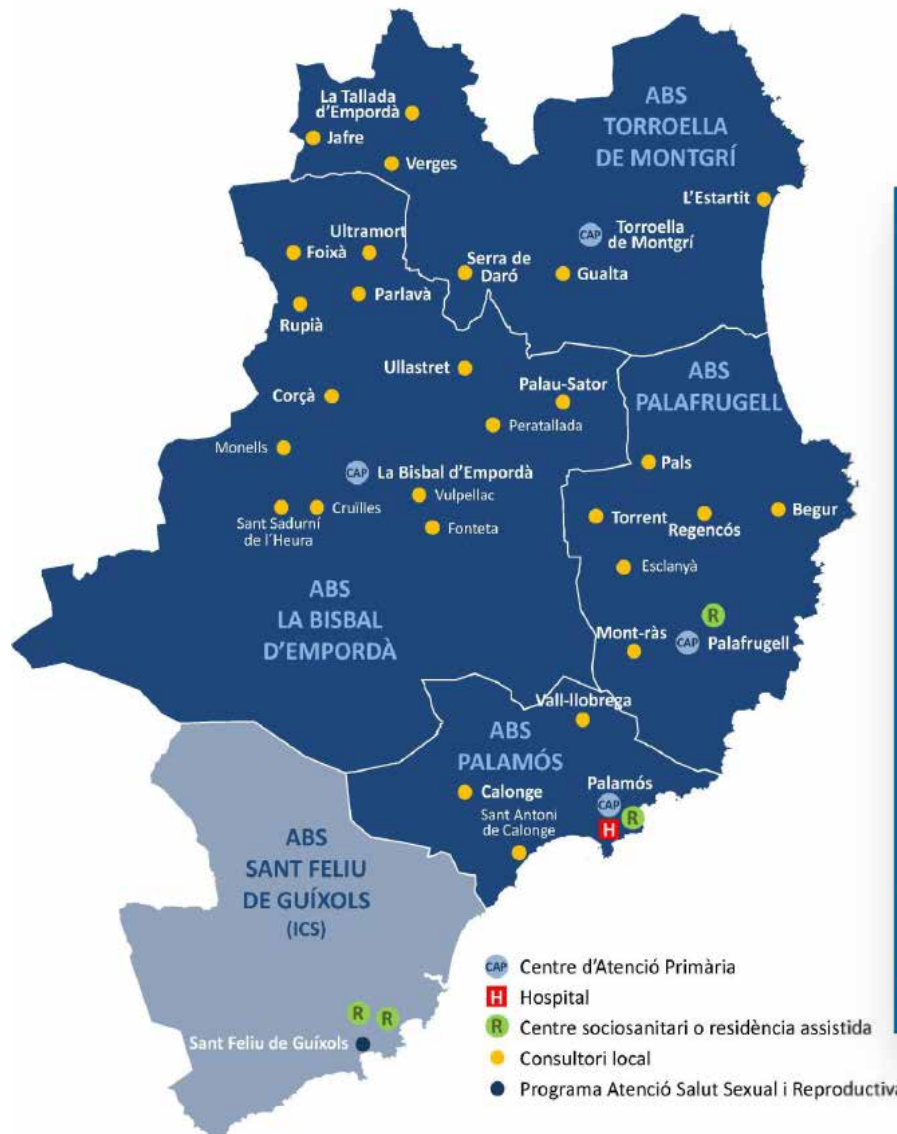 La Tallada
d'Empordà
Jafre
Verges
ABS
TORROELLA
DE MONTGRÍ
L'Estartit
CAP
Torroella
de Montgrí
Gualta
Serra de
Daró
Ultramort
Foixà
Parlavà
Rupià
Ullastret
Palau-Sator
Corçà
Peratallada
Monells
CAP
La Bisbal d'Empordà
Vulpellac
Sant Sadurní
de l´Heura
Cruïlles
Fonteta
ABS
LA BISBAL
D'EMPORDÀ
ABS
PALAFRUGELL
Pals
Torrent
Regencós
Begur
Esclanyà
R
Mont-ràs
CAP
Palafrugell
Vall-llobrega
ABS
PALAMÓS
Calonge
Palamós
CAP
R
H
Sant Antoni
de Calonge
ABS
SANT FELIU
DE GUÍXOLS
(ICS)
R
R
Sant Feliu de Guíxols
CAP Centre d'Atenció Primària
H Hospital
R Centre sociosanitari o residència assistida
Consultori local
Programa Atenció Salut Sexual i Reproductiva